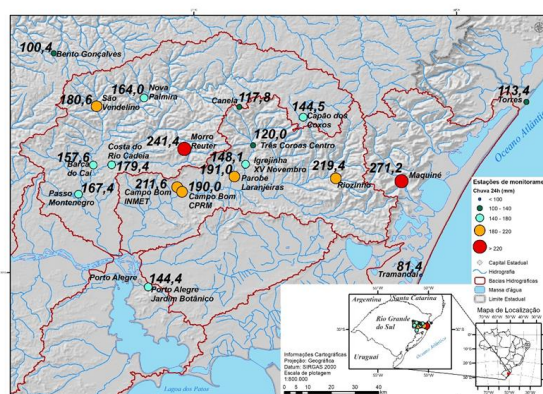 100,4
Bento Gonçalves
164,0
Nova
Palmira
180,6
São
Vendelino
Canela
117,8
144,5
Capão dos
Coxos
113,4
Torres
Oceano Atlântico
241,4
Morro
Reuter
120,0
Três Coroas Centro
Costa do
Rio Cadeia
179,4
157,6
Barca
do Caí
148,1
Igrejinha
XV Novembro
191,0
Parobé
Laranjeiras
219,4
Riozinho
271,2
Maquiné
Passo
Montenegro
167,4
211,6
Campo Bom
INMET
190,0
Campo Bom
CPRM
81,4
Tramandaí
Porto Alegre
144,4
Porto Alegre
Jardim Botânico
Lagoa dos Patos
Estações de monitoramento
Chuva 24h (mm)
< 100
100 - 140
140 - 180
180 - 220
> 220
Capital Estadual
Hidrografia
Bacias Hidrográficas
Massa d'água
Limite Estadual
Mapa de Localização
Argentina
Santa Catarina
Rio Grande
do Sul
Uruguai
Oceano Atlântico
Informações Cartográficas
Projeção: Geográfica
Datum: SIRGAS 2000
Escala de plotagem
1:800.000
0 5 10 20 30 40
km